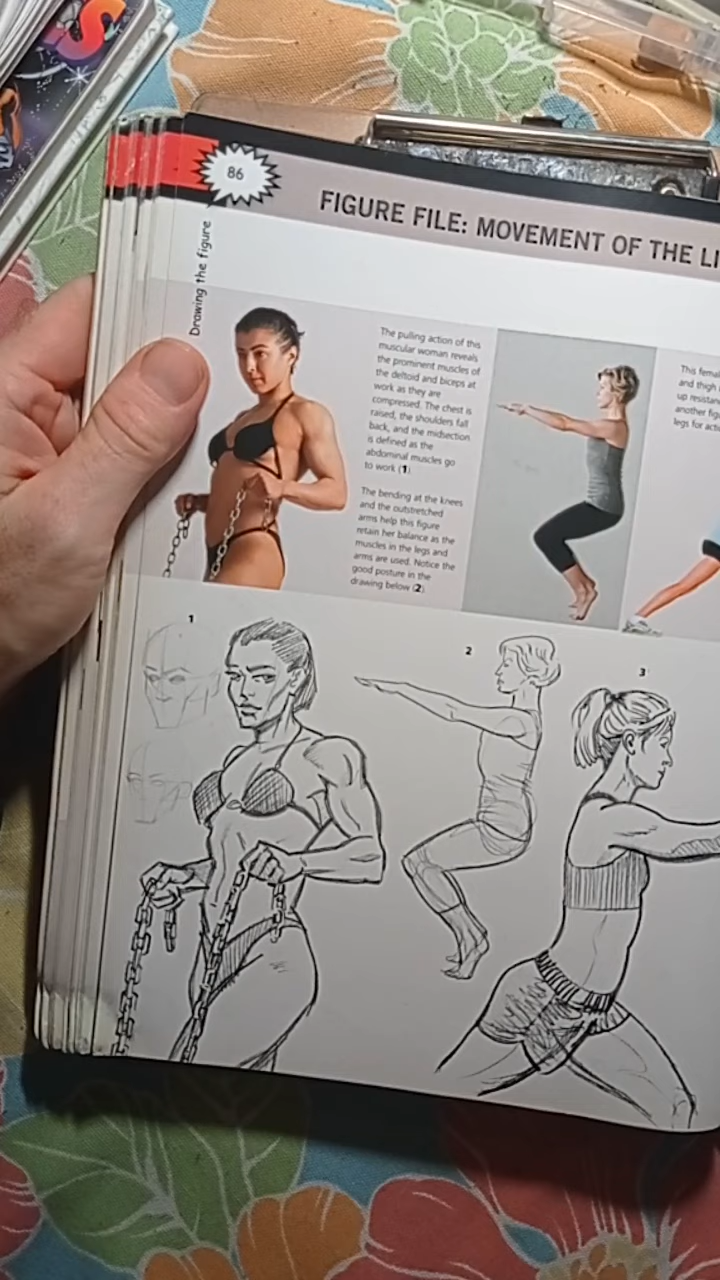 86
FIGURE FILE: MOVEMENT OF THE LI
Drawing the figure
The pulling action of this
muscular woman reveals
the prominent muscles of
the deltoid and biceps at
work as they are
compressed. The chest is
raised, the shoulders fall
back, and the midsection
is defined as the
abdominal muscles go
to work (1).
The bending at the knees
and the outstretched
arms help this figure
retain her balance as the
muscles in the legs and
arms are used. Notice the
good posture in the
drawing below (2).
This femal
and thigh
up resistan
another fig
legs for acti
1
2
3
S